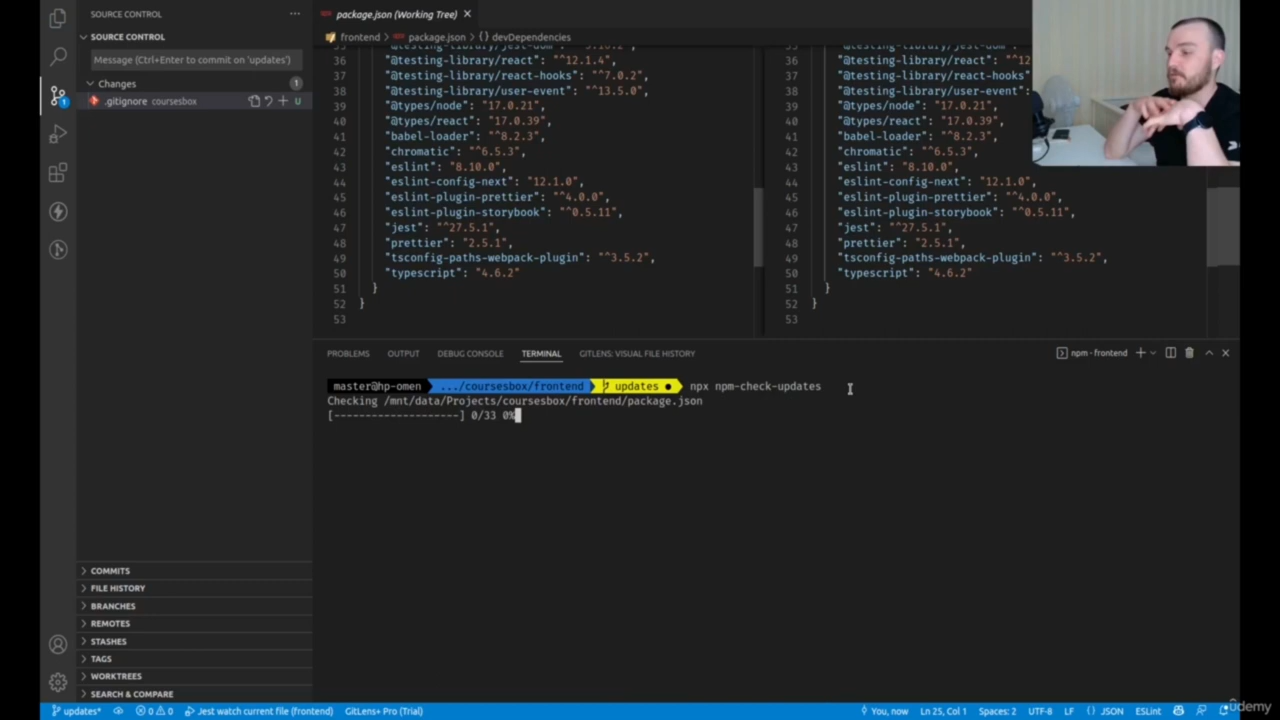 SOURCE CONTROL
SOURCE CONTROL
Message (Ctrl+Enter to commit on 'updates')
Changes 1
.gitignore coursesbox U
COMMITS
FILE HISTORY
BRANCHES
REMOTES
STASHES
TAGS
WORKTREES
SEARCH & COMPARE
package.json (Working Tree)
frontend > package.json > {} devDependencies
36 "@testing-library/react": "^12.1.4",
37 "@testing-library/react-hooks": "^7.0.2",
38 "@testing-library/user-event": "^13.5.0",
39 "@types/node": "17.0.21",
40 "@types/react": "17.0.39",
41 "babel-loader": "^8.2.3",
42 "chromatic": "^6.5.3",
43 "eslint": "8.10.0",
44 "eslint-config-next": "12.1.0",
45 "eslint-plugin-prettier": "^4.0.0",
46 "eslint-plugin-storybook": "^0.5.11",
47 "jest": "^27.5.1",
48 "prettier": "2.5.1",
49 "tsconfig-paths-webpack-plugin": "^3.5.2",
50 "typescript": "4.6.2"
51 }
52 }
53
36 "@testing-library/react": "^12
37 "@testing-library/react-hooks"
38 "@testing-library/user-event":
39 "@types/node": "17.0.21",
40 "@types/react": "17.0.39",
41 "babel-loader": "^8.2.3",
42 "chromatic": "^6.5.3",
43 "eslint": "8.10.0",
44 "eslint-config-next": "12.1.0",
45 "eslint-plugin-prettier": "^4.0.0",
46 "eslint-plugin-storybook": "^0.5.11",
47 "jest": "^27.5.1",
48 "prettier": "2.5.1",
49 "tsconfig-paths-webpack-plugin": "^3.5.2",
50 "typescript": "4.6.2"
51 }
52 }
53
PROBLEMS OUTPUT DEBUG CONSOLE TERMINAL GITLENS: VISUAL FILE HISTORY npm - frontend
master@hp-omen .../coursesbox/frontend updates ● npx npm-check-updates
Checking /mnt/data/Projects/coursesbox/frontend/package.json
[--------------------] 0/33 0%
updates* 0 0 Jest watch current file (frontend) GitLens+ Pro (Trial) You, now Ln 25, Col 1 Spaces: 2 UTF-8 LF {} JSON ESLint
udemy